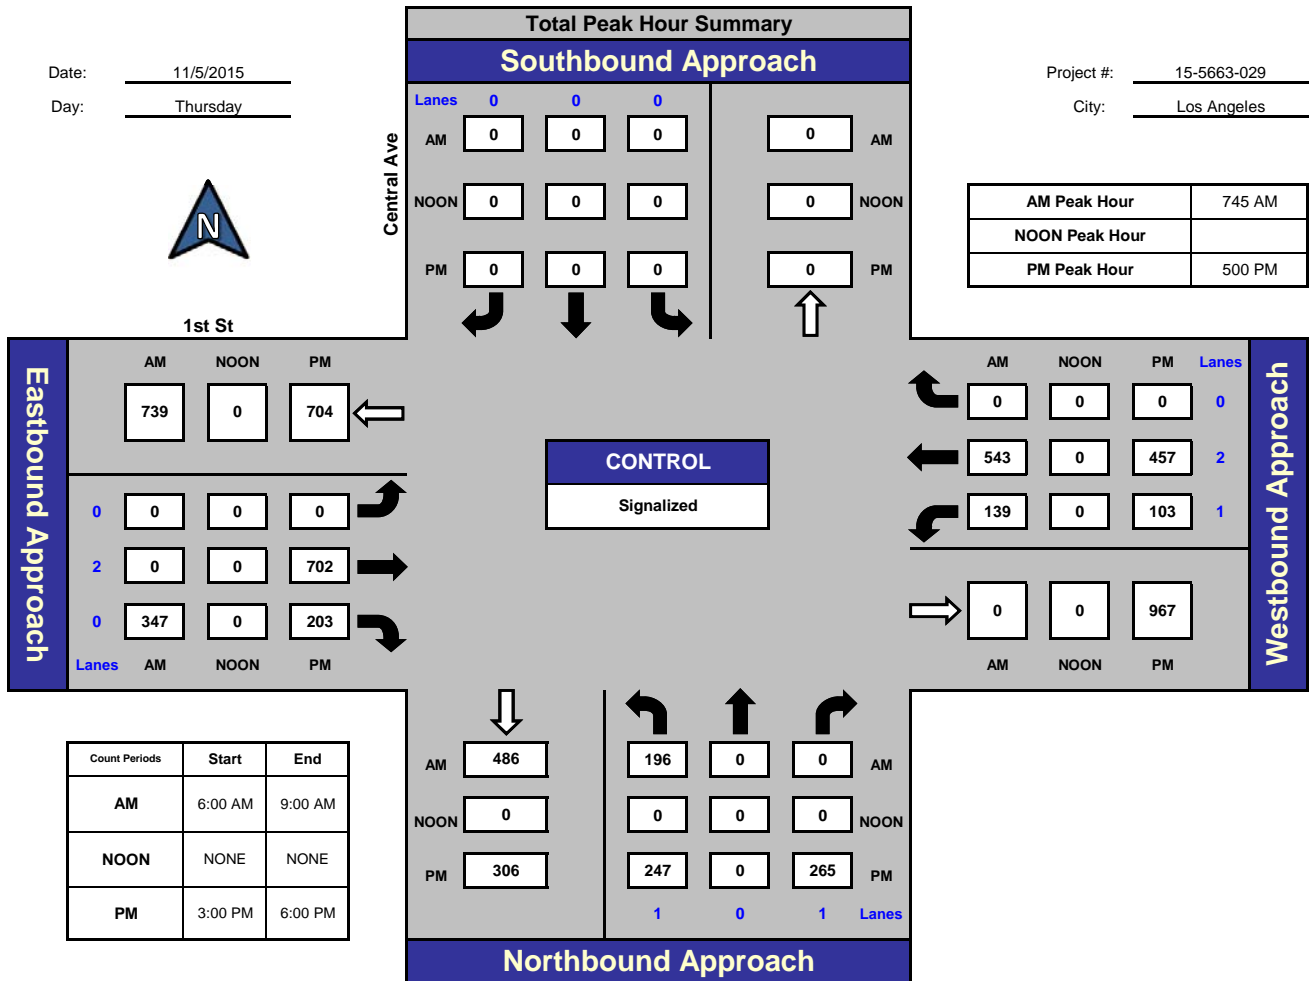 Total Peak Hour Summary
Southbound Approach
Date: 11/5/2015
Day: Thursday
Project #: 15-5663-029
City: Los Angeles
N
Central Ave
Lanes 0 0 0
AM 0 0 0 0 AM
NOON 0 0 0 0 NOON
PM 0 0 0 0 PM
AM Peak Hour 745 AM
NOON Peak Hour
PM Peak Hour 500 PM
1st St
Eastbound Approach
AM NOON PM
739 0 704
0 0 0 0
2 0 0 702
0 347 0 203
Lanes AM NOON PM
CONTROL
Signalized
AM NOON PM Lanes
0 0 0 0
543 0 457 2
139 0 103 1
0 0 967
AM NOON PM
Westbound Approach
Count Periods Start End
AM 6:00 AM 9:00 AM
NOON NONE NONE
PM 3:00 PM 6:00 PM
AM 486 196 0 0 AM
NOON 0 0 0 0 NOON
PM 306 247 0 265 PM
1 0 1 Lanes
Northbound Approach